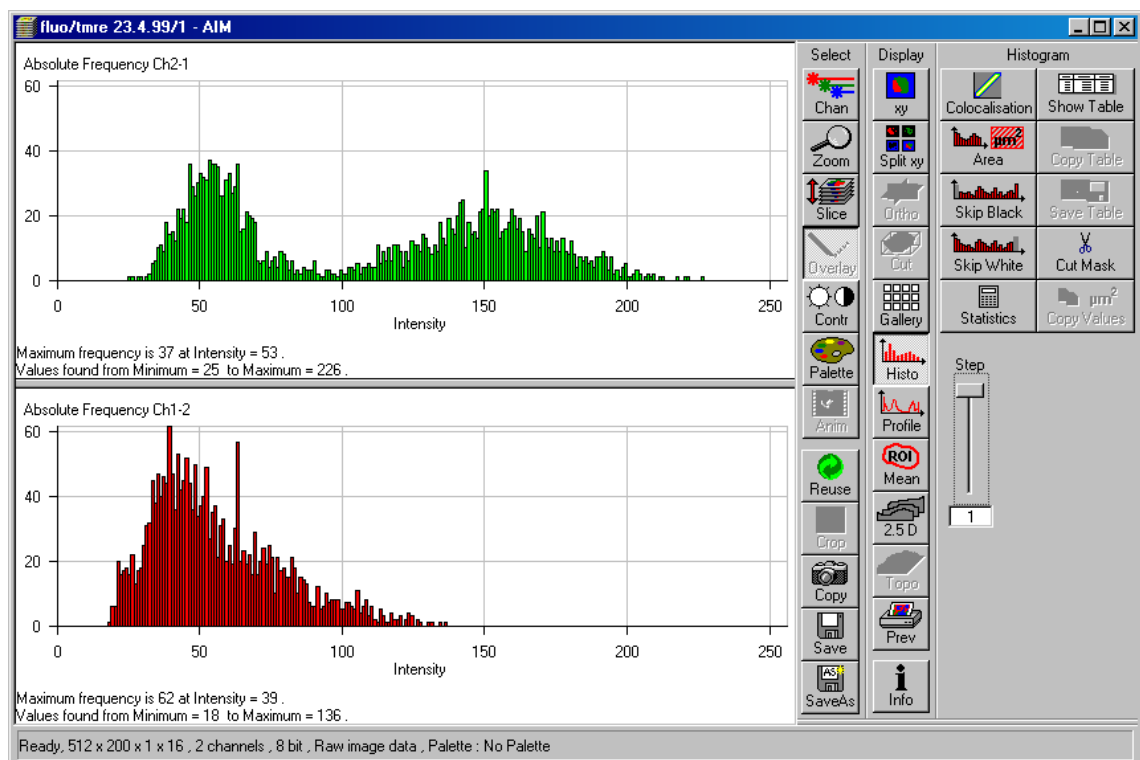 fluo/tmre 23.4.99/1 - AIM
Absolute Frequency Ch2-1
60
40
20
0
0 50 100 150 200 250
Intensity
Maximum frequency is 37 at Intensity = 53 .
Values found from Minimum = 25 to Maximum = 226 .
Absolute Frequency Ch1-2
60
40
20
0
0 50 100 150 200 250
Intensity
Maximum frequency is 62 at Intensity = 39 .
Values found from Minimum = 18 to Maximum = 136 .
Select
Chan
Zoom
Slice
Overlay
Contr
Palette
Anim
Reuse
Crop
Copy
Save
AS
SaveAs
Display
xy
Split xy
Ortho
Cut
Gallery
Histo
Profile
ROI
Mean
2.5 D
Topo
Prev
i
Info
Histogram
Colocalisation
Show Table
µm²
Area
Copy Table
Skip Black
Save Table
Skip White
Cut Mask
Statistics
µm²
Copy Values
Step
1
Ready, 512 x 200 x 1 x 16 , 2 channels , 8 bit , Raw image data , Palette : No Palette